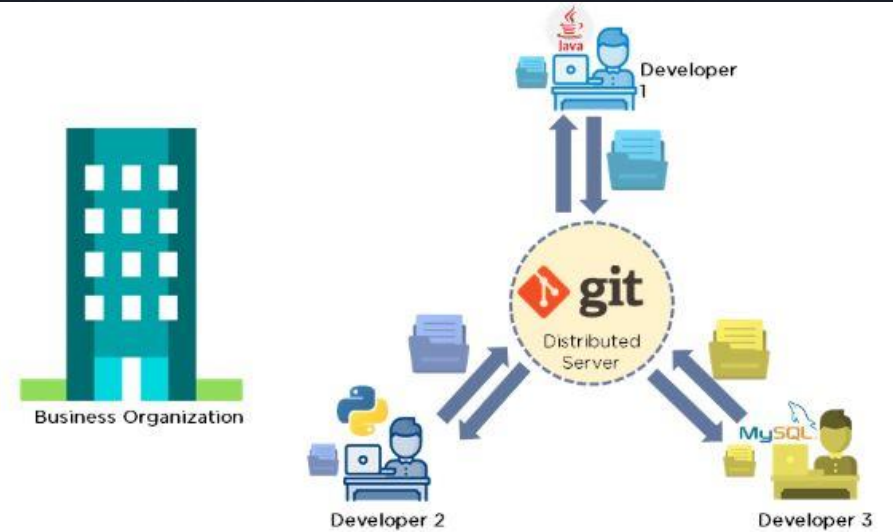 Java
Developer
1
git
Distributed
Server
Business Organization
MySQL
Developer 2
Developer 3